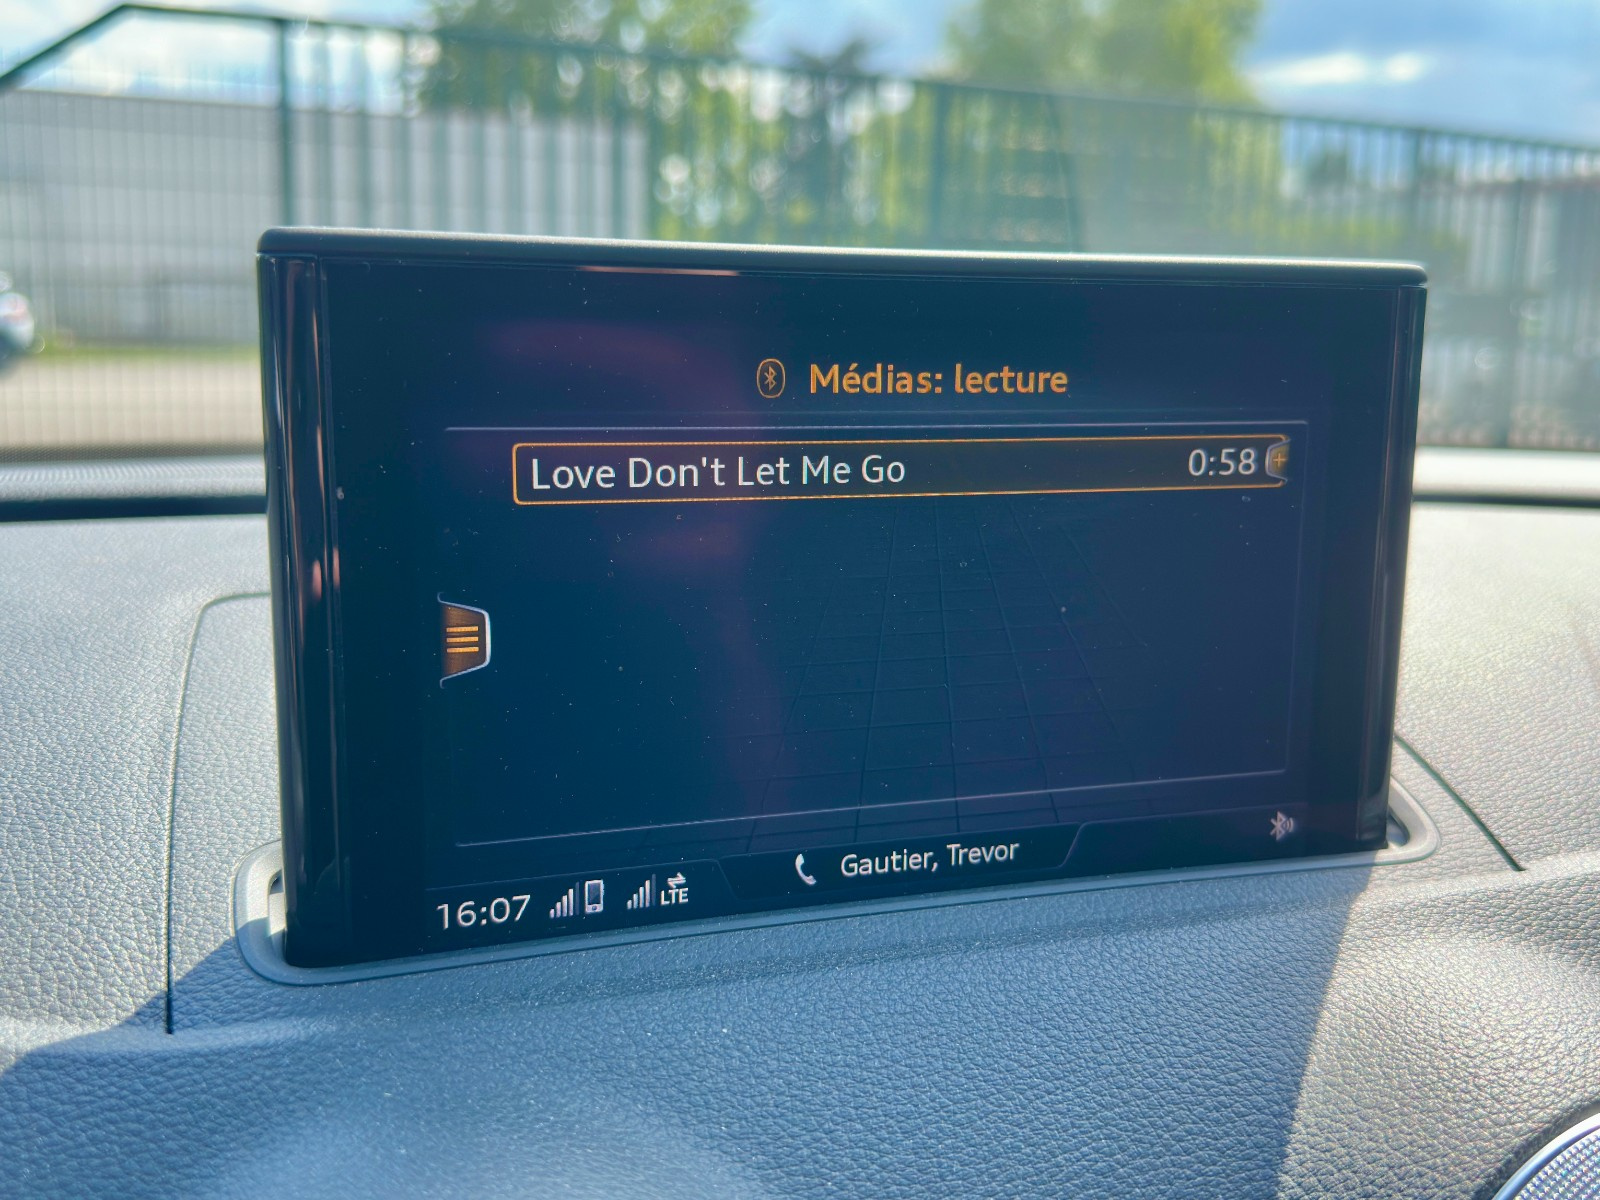 Médias: lecture
Love Don't Let Me Go 0:58
Gautier, Trevor
16:07 LTE